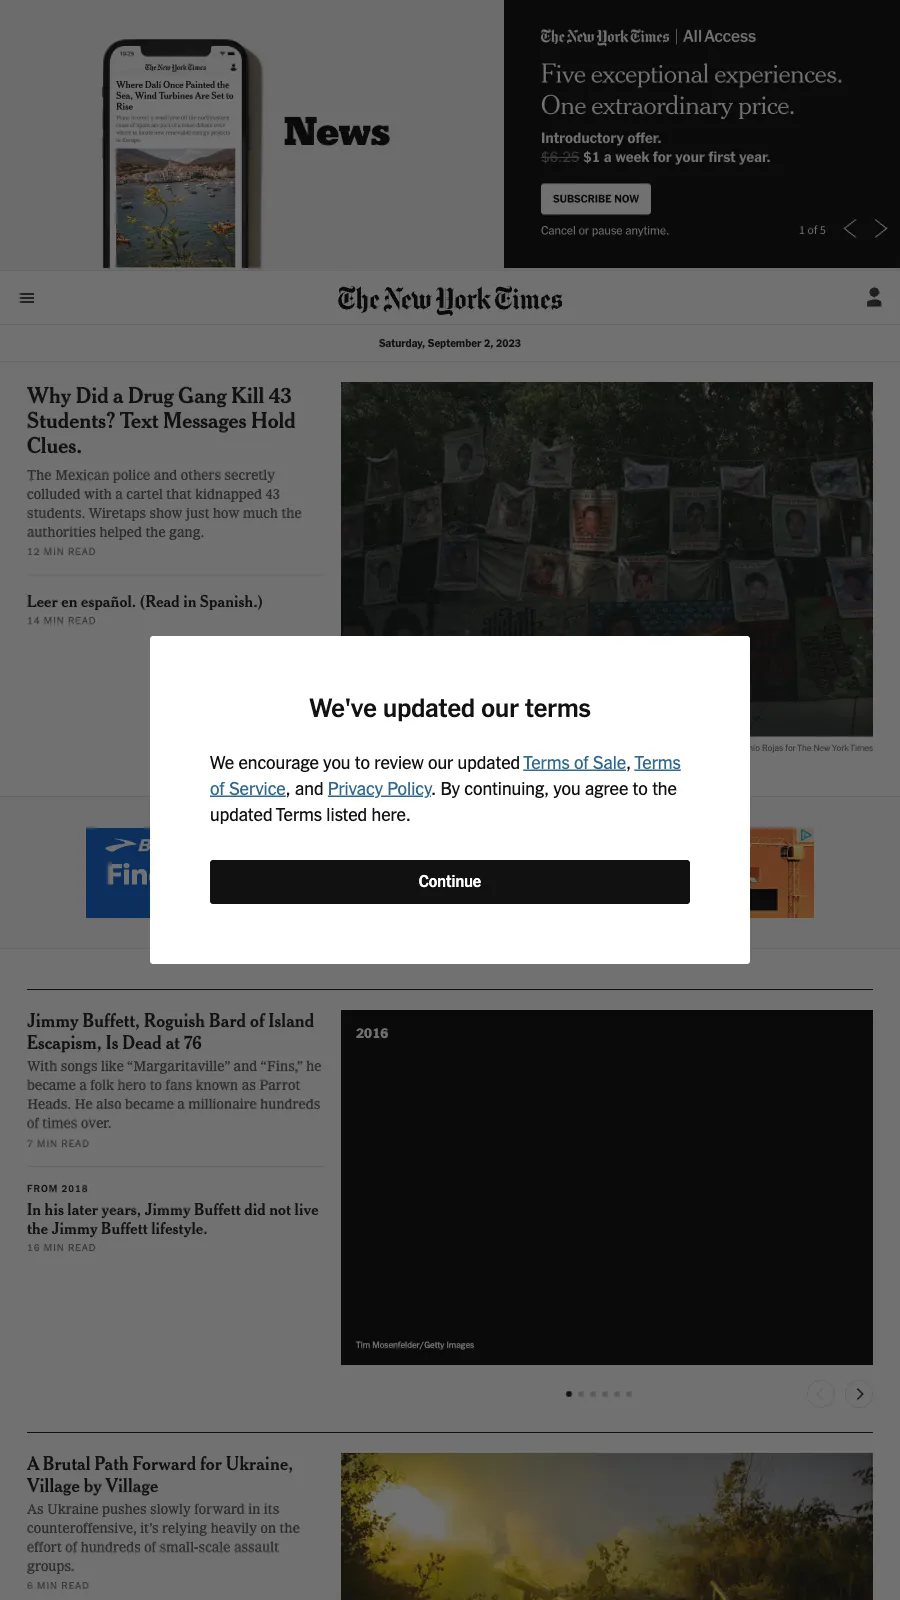 10:29
The New York Times
Where Dalí Once Painted the
Sea, Wind Turbines Are Set to
Rise
News
The New York Times | All Access
Five exceptional experiences.
One extraordinary price.
Introductory offer.
$6.25 $1 a week for your first year.
SUBSCRIBE NOW
Cancel or pause anytime.
1 of 5
The New York Times
Saturday, September 2, 2023
Why Did a Drug Gang Kill 43
Students? Text Messages Hold
Clues.
The Mexican police and others secretly
colluded with a cartel that kidnapped 43
students. Wiretaps show just how much the
authorities helped the gang.
12 MIN READ
Leer en español. (Read in Spanish.)
14 MIN READ
Rojas for The New York Times
We've updated our terms
We encourage you to review our updated Terms of Sale, Terms
of Service, and Privacy Policy. By continuing, you agree to the
updated Terms listed here.
Continue
B
Fin
Jimmy Buffett, Roguish Bard of Island
Escapism, Is Dead at 76
With songs like “Margaritaville” and “Fins,” he
became a folk hero to fans known as Parrot
Heads. He also became a millionaire hundreds
of times over.
7 MIN READ
FROM 2018
In his later years, Jimmy Buffett did not live
the Jimmy Buffett lifestyle.
16 MIN READ
2016
Tim Mosenfelder/Getty Images
A Brutal Path Forward for Ukraine,
Village by Village
As Ukraine pushes slowly forward in its
counteroffensive, it’s relying heavily on the
effort of hundreds of small-scale assault
groups.
6 MIN READ